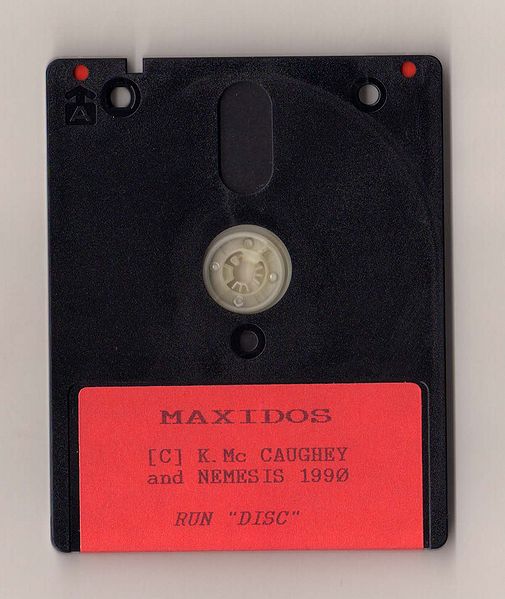 A
MAXIDOS
[C] K.Mc CAUGHEY
and NEMESIS 1990
RUN "DISC"